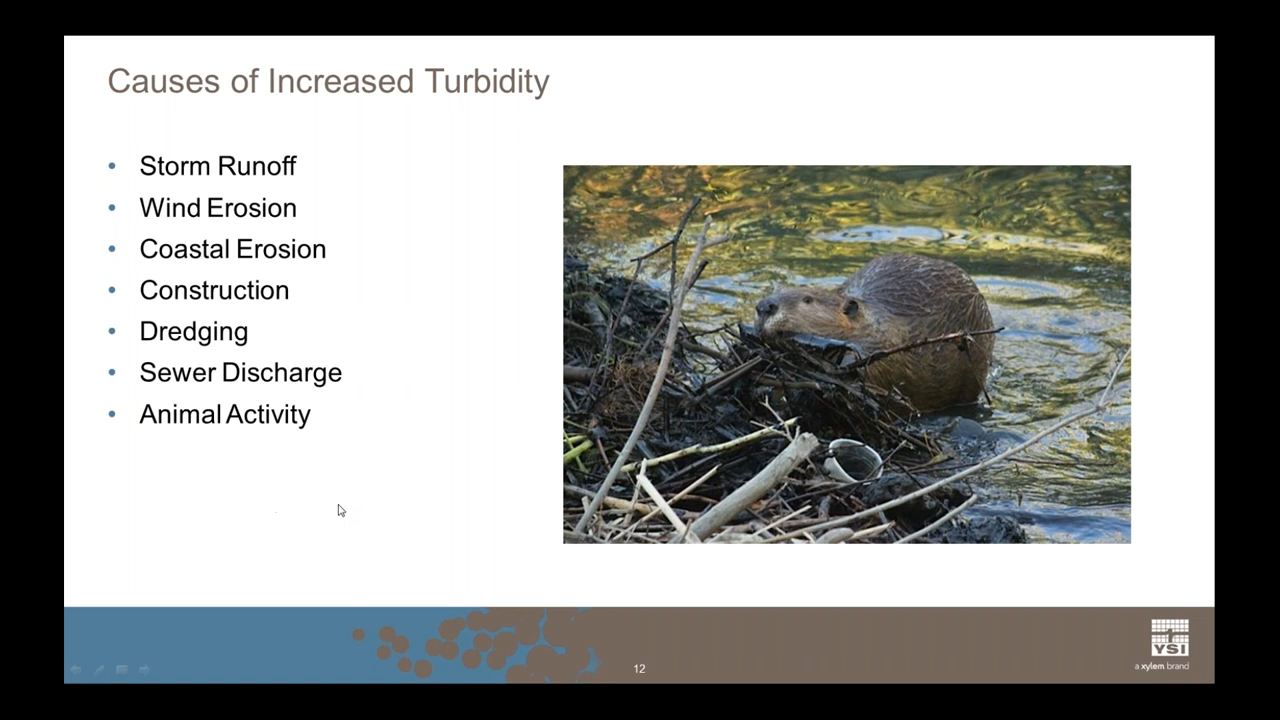 Causes of Increased Turbidity
• Storm Runoff
• Wind Erosion
• Coastal Erosion
• Construction
• Dredging
• Sewer Discharge
• Animal Activity
12
YSI
a xylem brand